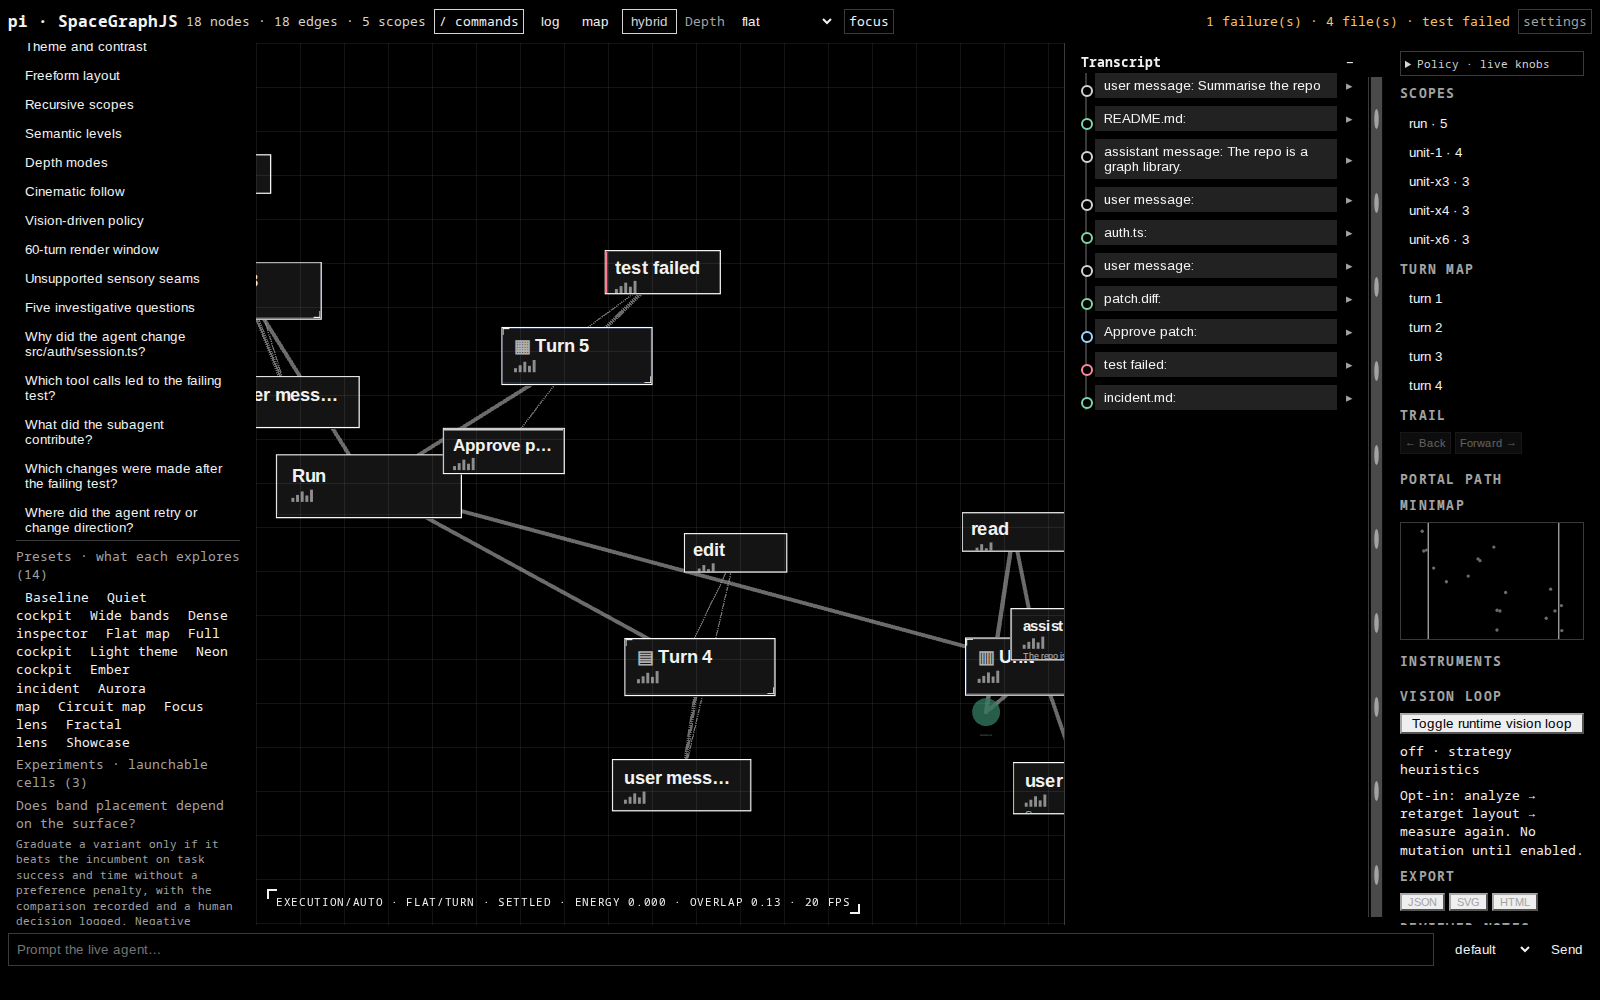 pi · SpaceGraphJS 18 nodes · 18 edges · 5 scopes / commands log map hybrid Depth flat focus 1 failure(s) · 4 file(s) · test failed settings
Theme and contrast
Freeform layout
Recursive scopes
Semantic levels
Depth modes
Cinematic follow
Vision-driven policy
60-turn render window
Unsupported sensory seams
Five investigative questions
Why did the agent change
src/auth/session.ts?
Which tool calls led to the failing
test?
What did the subagent
contribute?
Which changes were made after
the failing test?
Where did the agent retry or
change direction?
Presets · what each explores
(14)
Baseline Quiet
cockpit Wide bands Dense
inspector Flat map Full
cockpit Light theme Neon
cockpit Ember
incident Aurora
map Circuit map Focus
lens Fractal
lens Showcase
Experiments · launchable
cells (3)
Does band placement depend
on the surface?
Graduate a variant only if it
beats the incumbent on task
success and time without a
preference penalty, with the
comparison recorded and a human
decision logged. Negative
test failed
Turn 5
er mess…
Approve p…
Run
edit
read
assist
The repo is
Turn 4
Unit
user mess…
user
EXECUTION/AUTO · FLAT/TURN · SETTLED · ENERGY 0.000 · OVERLAP 0.13 · 20 FPS
Transcript –
user message: Summarise the repo
README.md:
assistant message: The repo is a
graph library.
user message:
auth.ts:
user message:
patch.diff:
Approve patch:
test failed:
incident.md:
Policy · live knobs
SCOPES
run · 5
unit-1 · 4
unit-x3 · 3
unit-x4 · 3
unit-x6 · 3
TURN MAP
turn 1
turn 2
turn 3
turn 4
TRAIL
← Back Forward →
PORTAL PATH
MINIMAP
INSTRUMENTS
VISION LOOP
Toggle runtime vision loop
off · strategy
heuristics
Opt-in: analyze →
retarget layout →
measure again. No
mutation until enabled.
EXPORT
JSON SVG HTML
Prompt the live agent… default Send